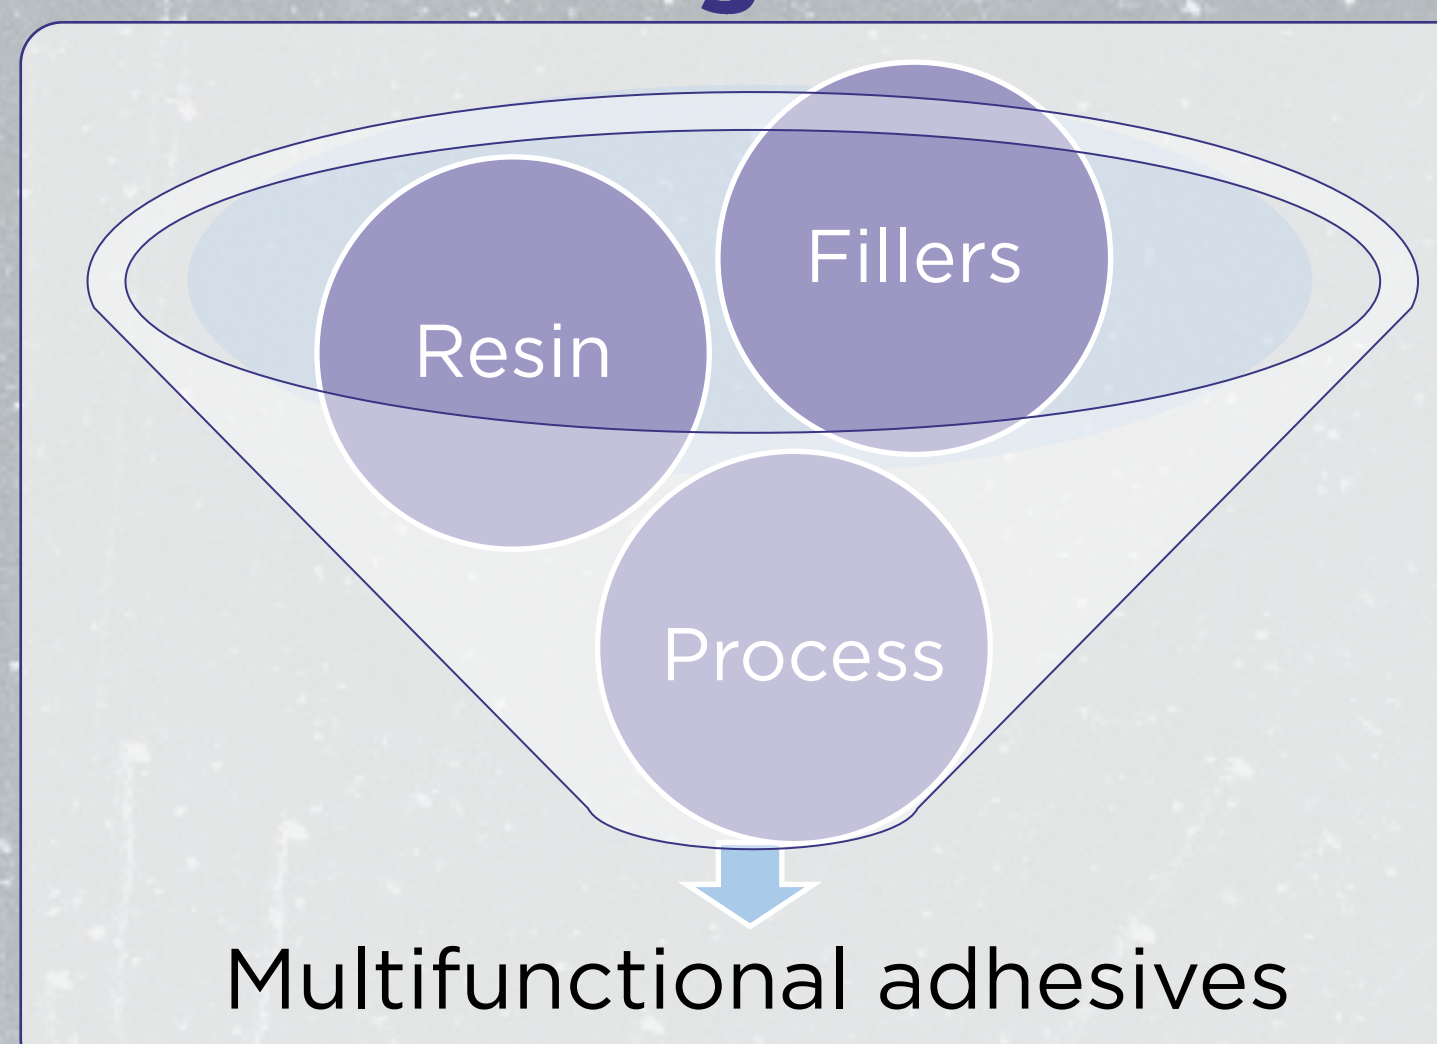 Fillers
Resin
Process
Multifunctional adhesives